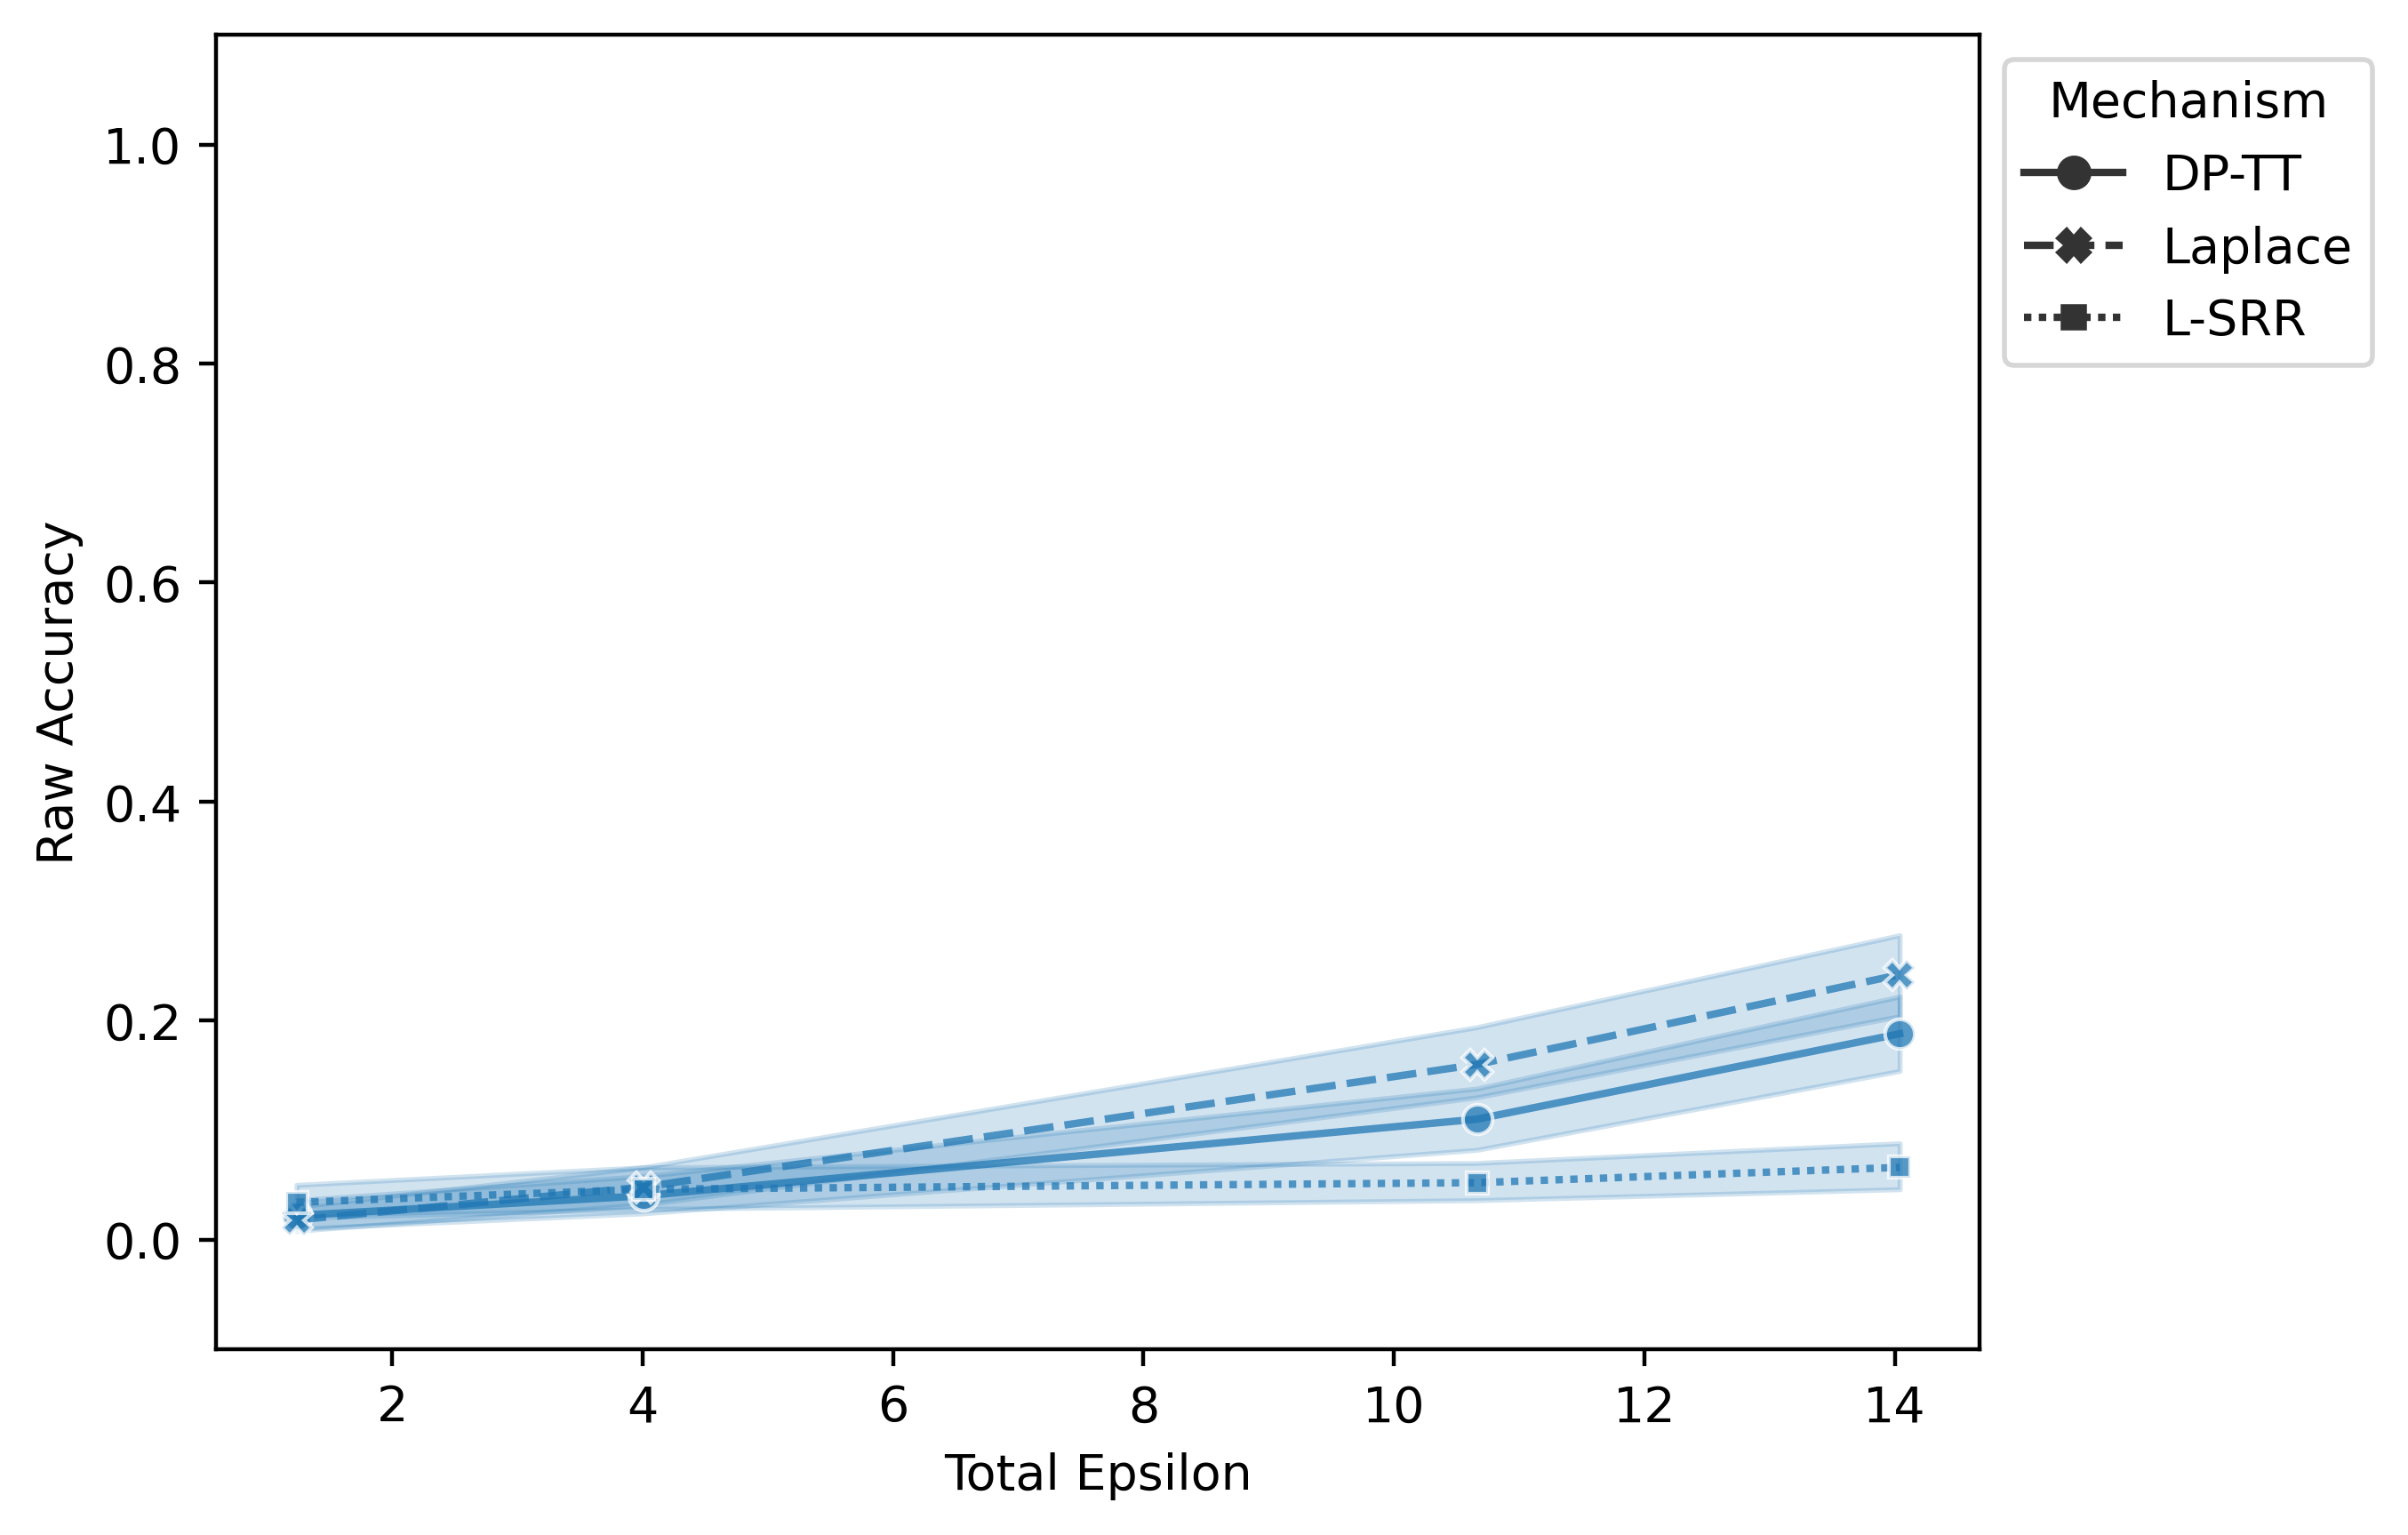 Mechanism
DP-TT
Laplace
L-SRR
Raw Accuracy
1.0
0.8
0.6
0.4
0.2
0.0
2 4 6 8 10 12 14
Total Epsilon